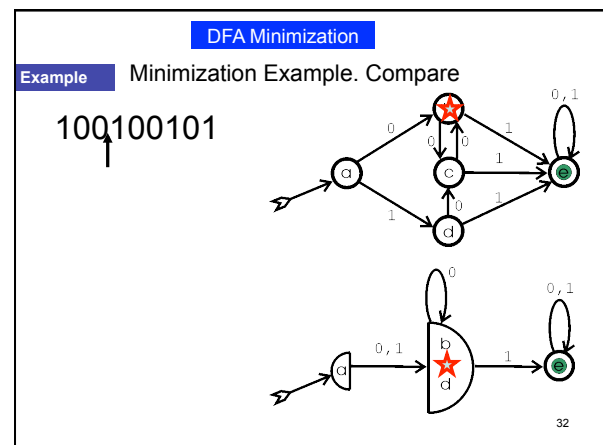 DFA Minimization
Example
Minimization Example. Compare
100100101
0
0
0
1
0,1
a
c
1
e
1
0
1
d
0
0,1
b
a
0,1
1
e
d
32